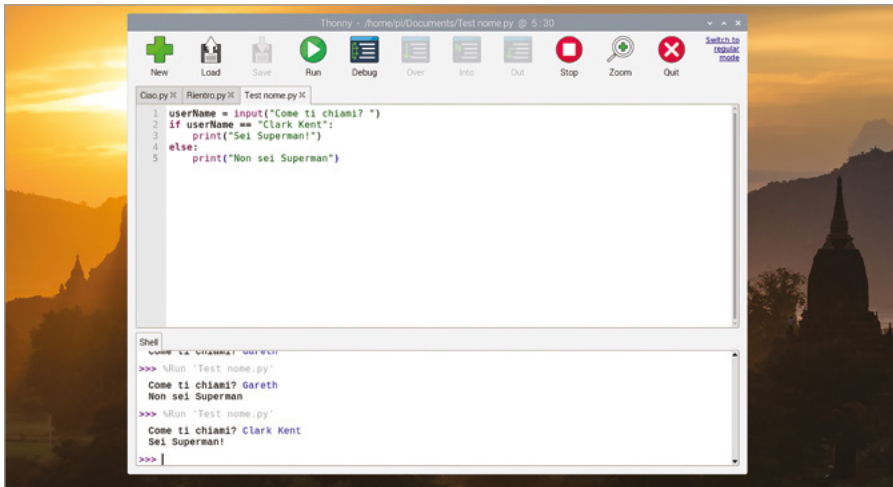 Thonny - /home/pi/Documents/Test nome.py @ 5:30
New Load Save Run Debug Over Into Out Stop Zoom Quit
Switch to
regular
mode
Ciao.py Rientro.py Test nome.py
1 userName = input("Come ti chiami? ")
2 if userName == "Clark Kent":
3 print("Sei Superman!")
4 else:
5 print("Non sei Superman")
Shell
Come ti chiami? Gareth
>>> %Run 'Test nome.py'
Come ti chiami? Gareth
Non sei Superman
>>> %Run 'Test nome.py'
Come ti chiami? Clark Kent
Sei Superman!
>>>